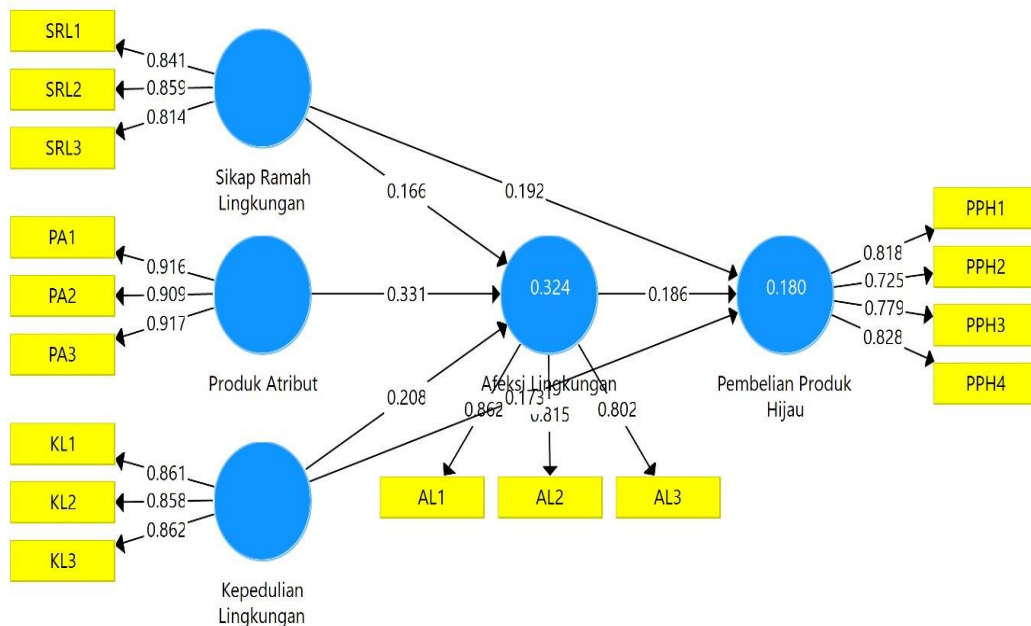 SRL1
SRL2
SRL3
0.841
0.859
0.814
Sikap Ramah
Lingkungan
0.166
0.192
PA1
PA2
PA3
0.916
0.909
0.917
Produk Atribut
0.331
0.324
Afeksi Lingkungan
0.186
0.180
Pembelian Produk
Hijau
0.818
0.725
0.779
0.828
PPH1
PPH2
PPH3
PPH4
0.208
0.173
0.862
0.815
0.802
AL1
AL2
AL3
KL1
KL2
KL3
0.861
0.858
0.862
Kepedulian
Lingkungan